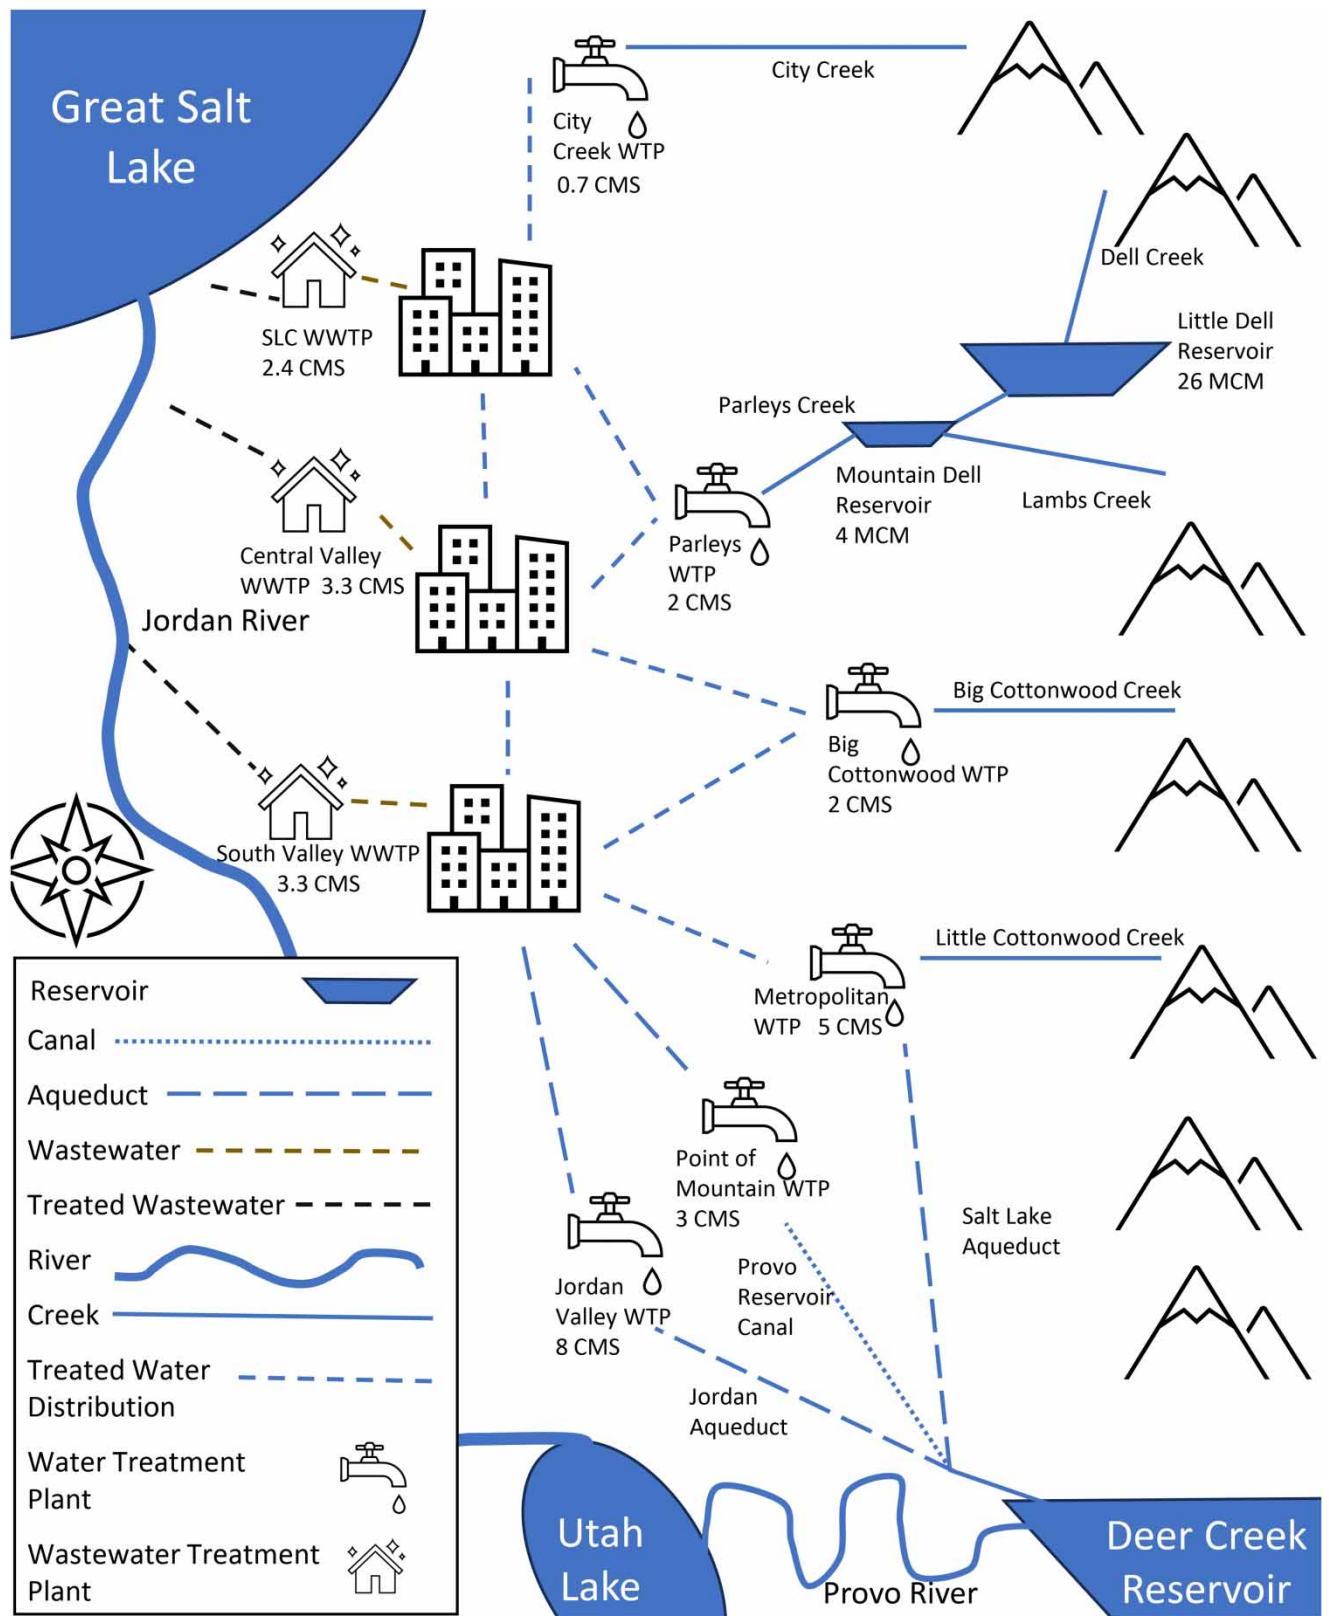 Great Salt
Lake
City Creek
City
Creek WTP
0.7 CMS
Dell Creek
SLC WWTP
2.4 CMS
Little Dell
Reservoir
26 MCM
Parleys Creek
Mountain Dell
Reservoir
4 MCM
Lambs Creek
Central Valley
WWTP 3.3 CMS
Parleys
WTP
2 CMS
Jordan River
Big Cottonwood Creek
Big
Cottonwood WTP
2 CMS
South Valley WWTP
3.3 CMS
Little Cottonwood Creek
Metropolitan
WTP 5 CMS
Point of
Mountain WTP
3 CMS
Salt Lake
Aqueduct
Provo
Reservoir
Canal
Jordan
Valley WTP
8 CMS
Jordan
Aqueduct
Reservoir
Canal
Aqueduct
Wastewater
Treated Wastewater
River
Creek
Treated Water
Distribution
Water Treatment
Plant
Wastewater Treatment
Plant
Utah
Lake
Provo River
Deer Creek
Reservoir